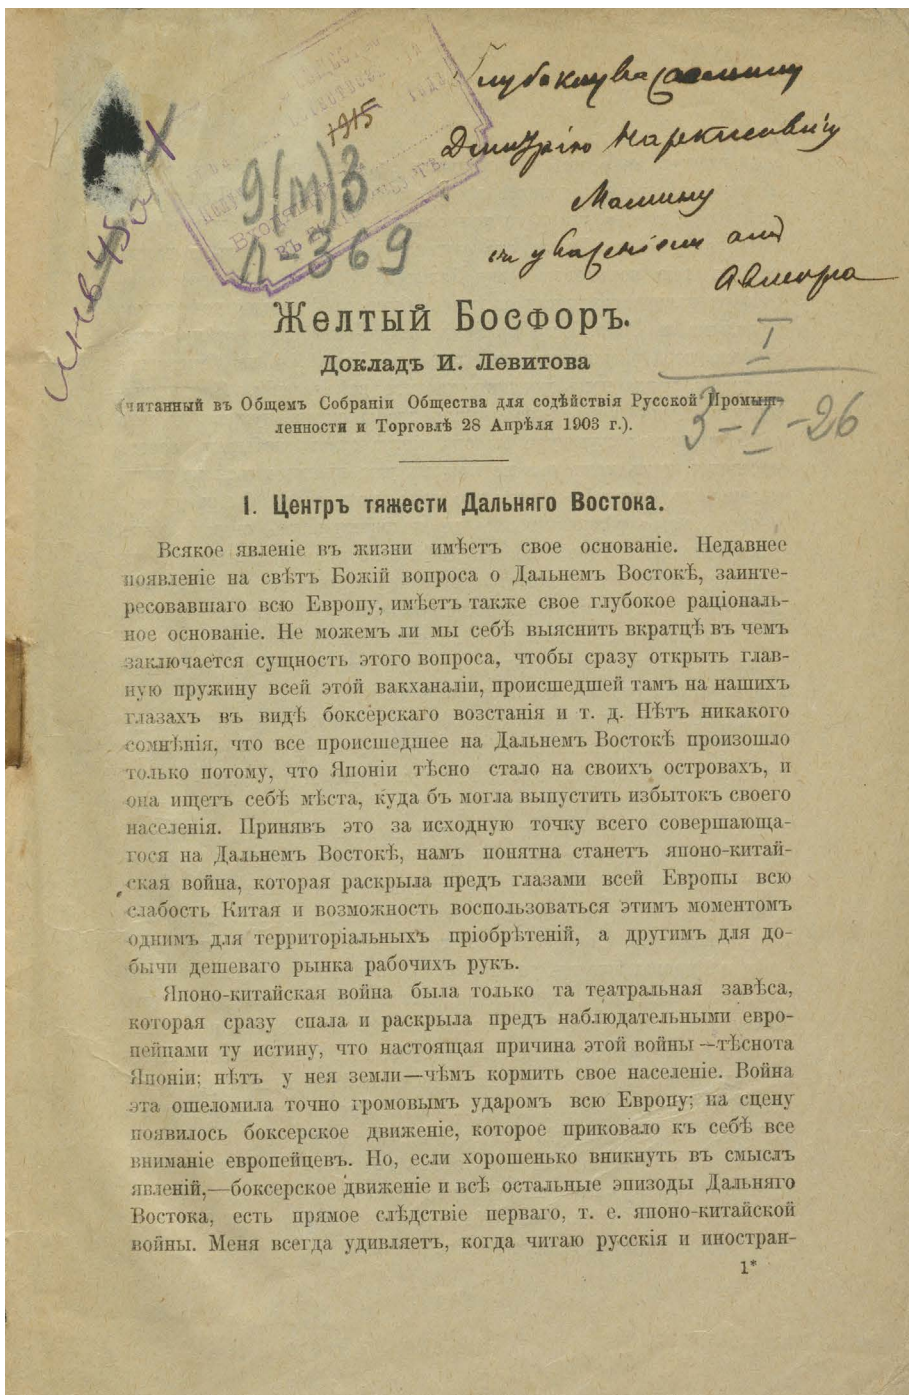 Глубокоуважаемому
Дмитрію Наркисовичу
Мамину
съ уваженіемъ отъ
Автора
1915
9(М)3
Л-369
I
3-I-26
Желтый Босфоръ.
Докладъ И. Левитова
(читанный въ Общемъ Собраніи Общества для содѣйствія Русской Промыш-
ленности и Торговлѣ 28 Апрѣля 1903 г.).
I. Центръ тяжести Дальняго Востока.
Всякое явленіе въ жизни имѣетъ свое основаніе. Недавнее
появленіе на свѣтъ Божій вопроса о Дальнемъ Востокѣ, заинте-
ресовавшаго всю Европу, имѣетъ также свое глубокое раціональ-
ное основаніе. Не можемъ ли мы себѣ выяснить вкратцѣ въ чемъ
заключается сущность этого вопроса, чтобы сразу открыть глав-
ную пружину всей этой вакханаліи, происшедшей тамъ на нашихъ
глазахъ въ видѣ боксерскаго возстанія и т. д. Нѣтъ никакого
сомнѣнія, что все происшедшее на Дальнемъ Востокѣ произошло
только потому, что Японіи тѣсно стало на своихъ островахъ, и
она ищетъ себѣ мѣста, куда бъ могла выпустить избытокъ своего
населенія. Принявъ это за исходную точку всего совершающа-
гося на Дальнемъ Востокѣ, намъ понятна станетъ японо-китай-
ская война, которая раскрыла предъ глазами всей Европы всю
слабость Китая и возможность воспользоваться этимъ моментомъ
однимъ для территоріальныхъ пріобрѣтеній, а другимъ для до-
бычи дешеваго рынка рабочихъ рукъ.
Японо-китайская война была только та театральная завѣса,
которая сразу спала и раскрыла предъ наблюдательными евро-
пейцами ту истину, что настоящая причина этой войны—тѣснота
Японіи; нѣтъ у нея земли—чѣмъ кормить свое населеніе. Война
эта ошеломила точно громовымъ ударомъ всю Европу; на сцену
появилось боксерское движеніе, которое приковало къ себѣ все
вниманіе европейцевъ. Но, если хорошенько вникнуть въ смыслъ
явленій,—боксерское движеніе и всѣ остальные эпизоды Дальняго
Востока, есть прямое слѣдствіе перваго, т. е. японо-китайской
войны. Меня всегда удивляетъ, когда читаю русскія и иностран-
1*